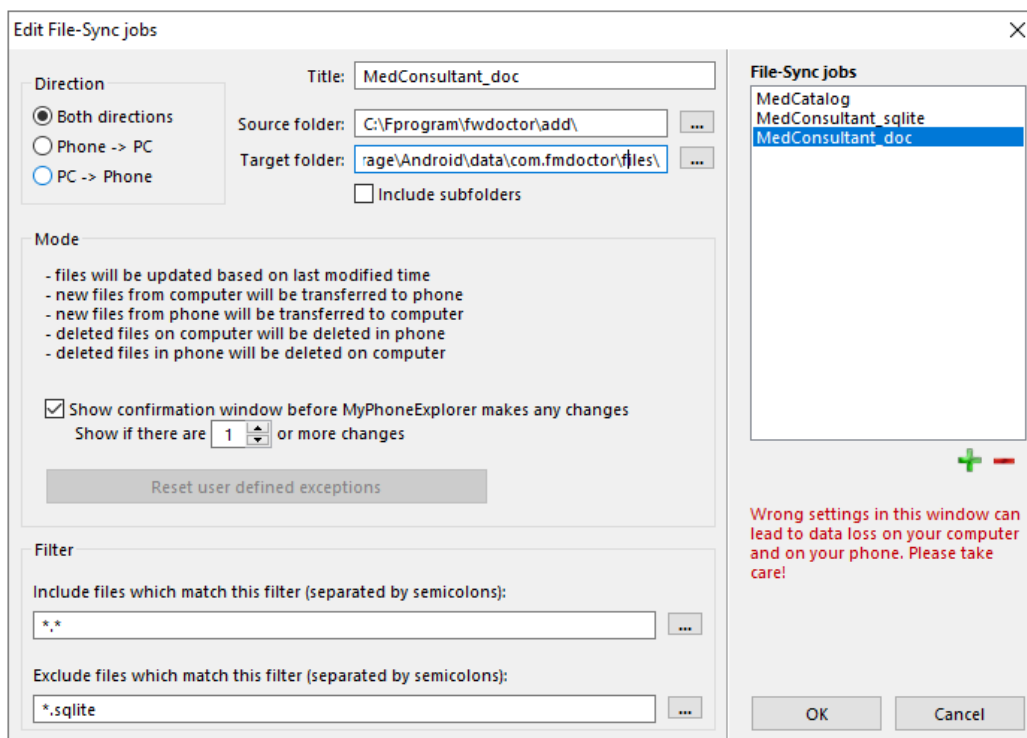 Edit File-Sync jobs
Direction
Both directions
Phone -> PC
PC -> Phone
Title: MedConsultant_doc
Source folder: C:\Fprogram\fwdoctor\add\ ...
Target folder: rage\Android\data\com.fmdoctor\files\ ...
Include subfolders
Mode
- files will be updated based on last modified time
- new files from computer will be transferred to phone
- new files from phone will be transferred to computer
- deleted files on computer will be deleted in phone
- deleted files in phone will be deleted on computer
Show confirmation window before MyPhoneExplorer makes any changes
Show if there are 1 or more changes
Reset user defined exceptions
Filter
Include files which match this filter (separated by semicolons):
*.* ...
Exclude files which match this filter (separated by semicolons):
*.sqlite ...
File-Sync jobs
MedCatalog
MedConsultant_sqlite
MedConsultant_doc
Wrong settings in this window can
lead to data loss on your computer
and on your phone. Please take
care!
OK Cancel